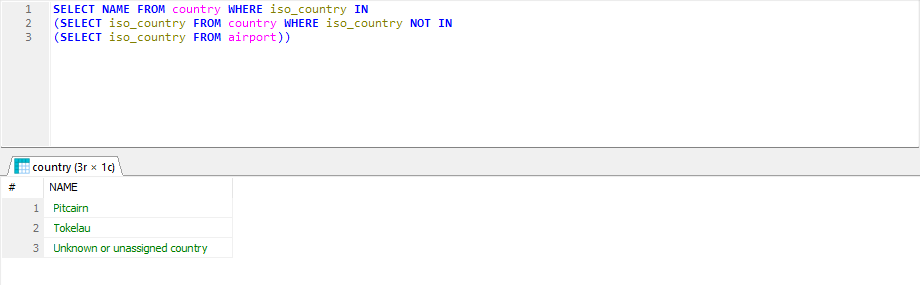 1 SELECT NAME FROM country WHERE iso_country IN
2 (SELECT iso_country FROM country WHERE iso_country NOT IN
3 (SELECT iso_country FROM airport))
country (3r × 1c)
# NAME
1 Pitcairn
2 Tokelau
3 Unknown or unassigned country